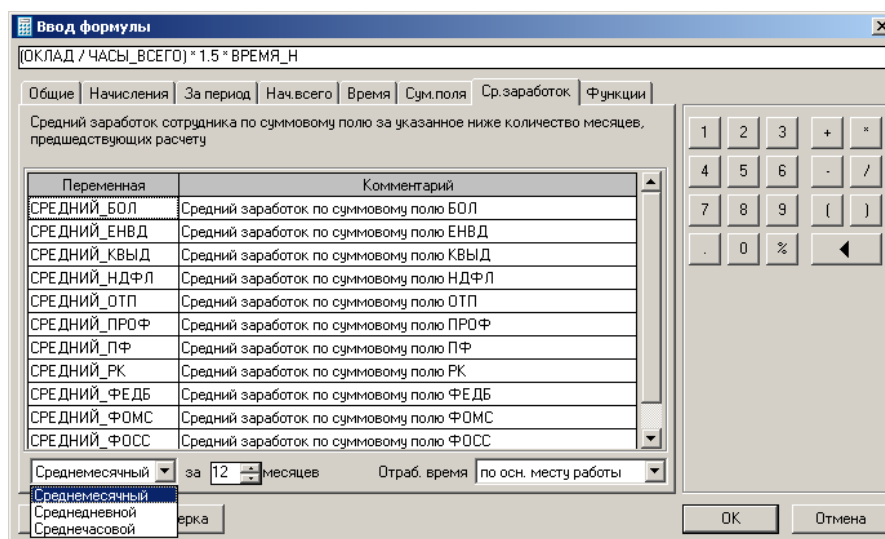 Ввод формулы
(ОКЛАД / ЧАСЫ_ВСЕГО) * 1.5 * ВРЕМЯ_Н
Общие Начисления За период Нач.всего Время Сум.поля Ср.заработок Функции
Средний заработок сотрудника по суммовому полю за указанное ниже количество месяцев,
предшествующих расчету
Переменная Комментарий
СРЕДНИЙ_БОЛ Средний заработок по суммовому полю БОЛ
СРЕДНИЙ_ЕНВД Средний заработок по суммовому полю ЕНВД
СРЕДНИЙ_КВЫД Средний заработок по суммовому полю КВЫД
СРЕДНИЙ_НДФЛ Средний заработок по суммовому полю НДФЛ
СРЕДНИЙ_ОТП Средний заработок по суммовому полю ОТП
СРЕДНИЙ_ПРОФ Средний заработок по суммовому полю ПРОФ
СРЕДНИЙ_ПФ Средний заработок по суммовому полю ПФ
СРЕДНИЙ_РК Средний заработок по суммовому полю РК
СРЕДНИЙ_ФЕДБ Средний заработок по суммовому полю ФЕДБ
СРЕДНИЙ_ФОМС Средний заработок по суммовому полю ФОМС
СРЕДНИЙ_ФОСС Средний заработок по суммовому полю ФОСС
Среднемесячный за 12 месяцев Отраб. время по осн. месту работы
Среднемесячный
Среднедневной
Среднечасовой
ерка
1 2 3 + *
4 5 6 - /
7 8 9 ( )
. 0 %
OK Отмена